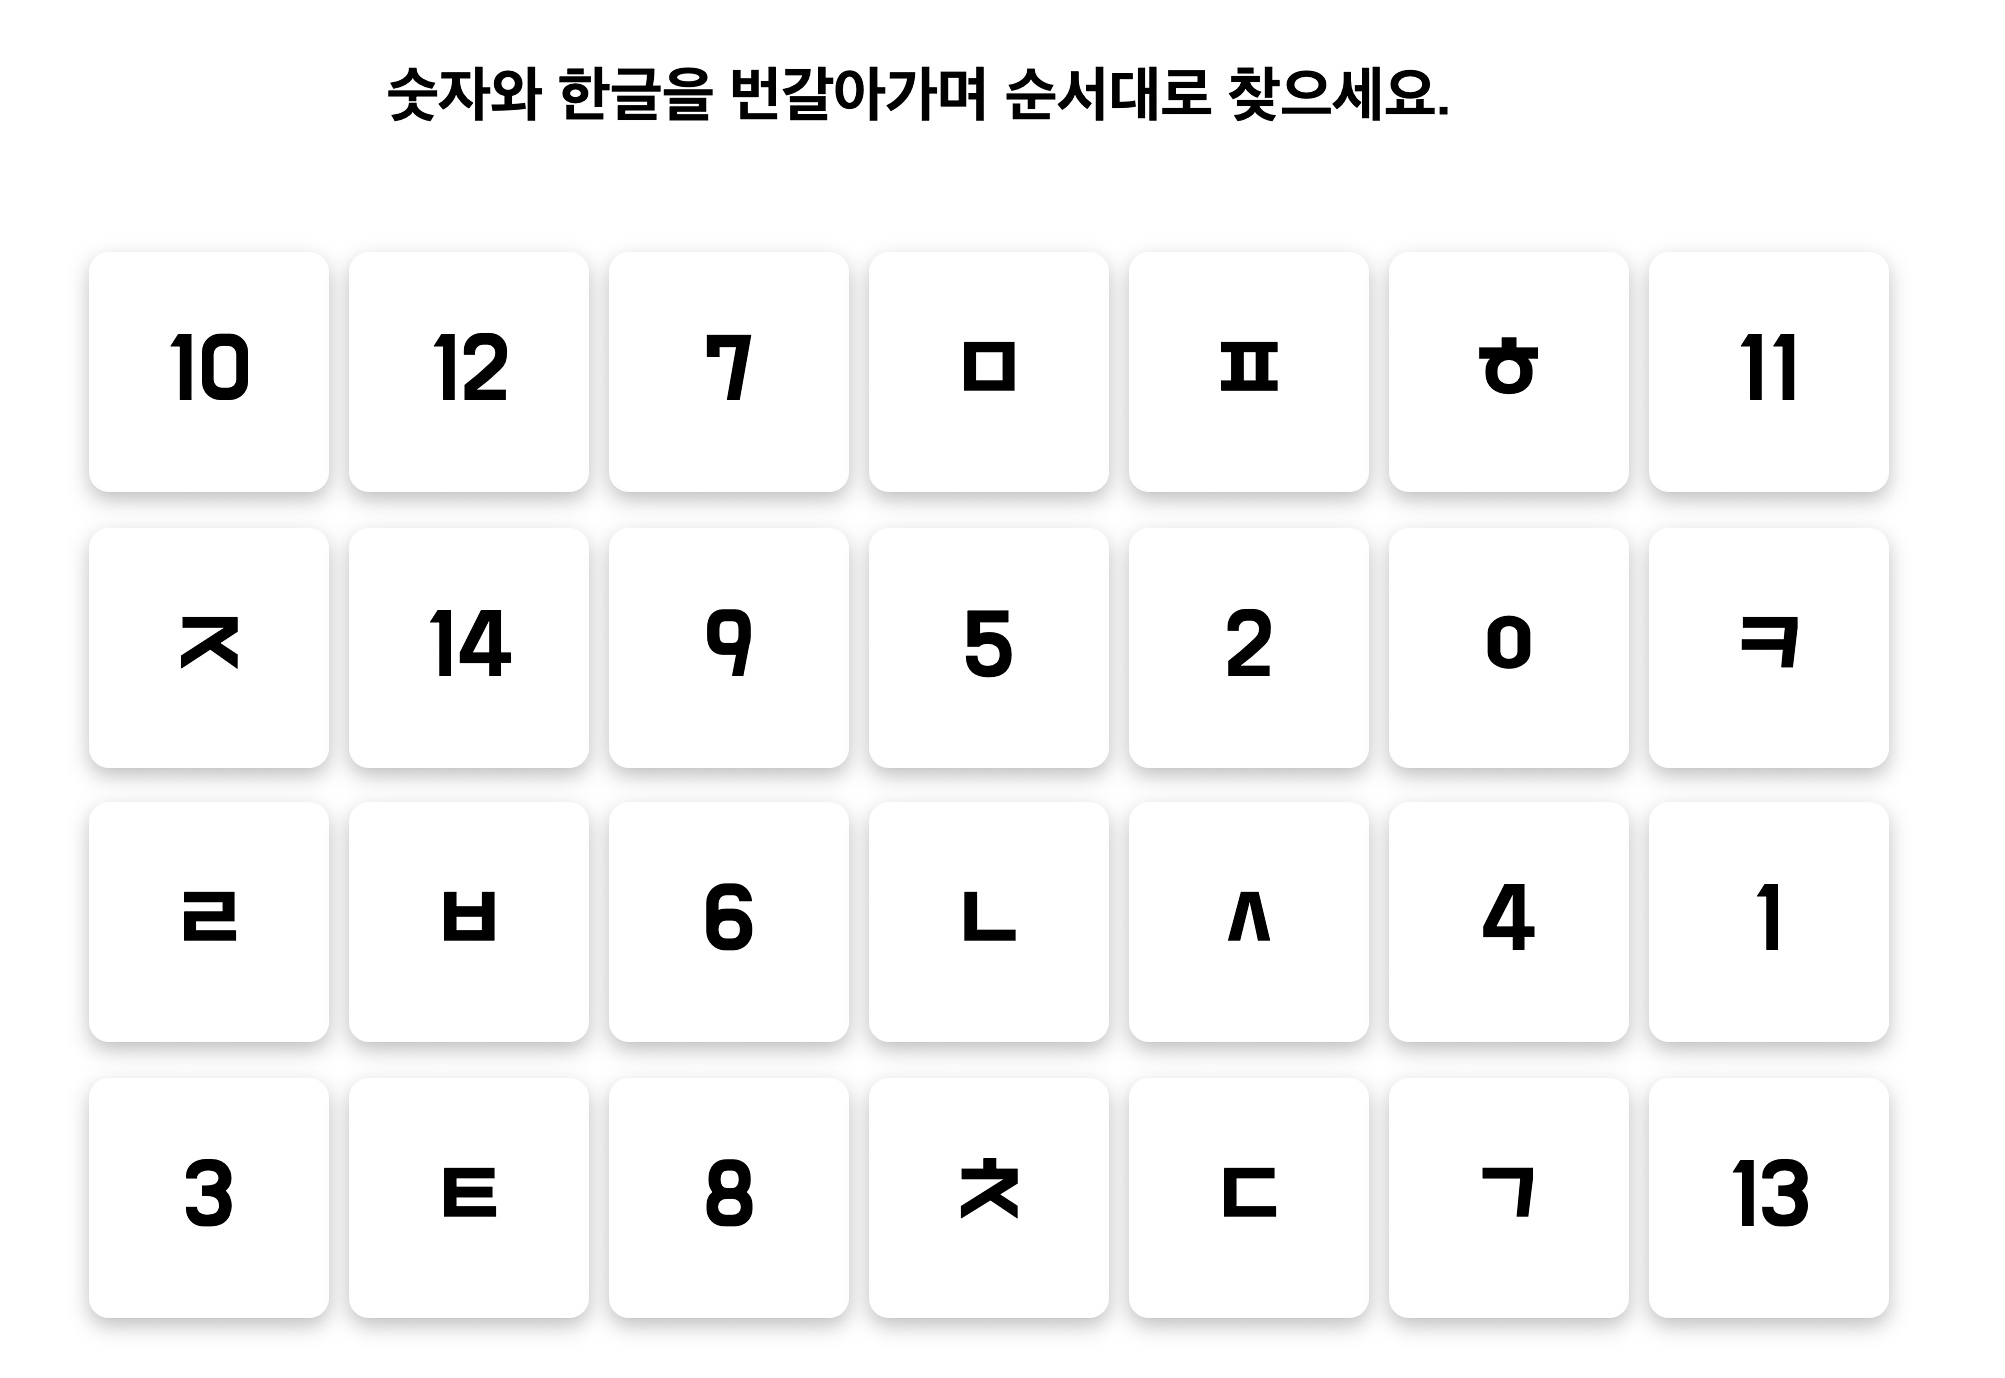 숫자와 한글을 번갈아가며 순서대로 찾으세요.
10 12 7 ㅁ ㅍ ㅎ 11
ㅈ 14 9 5 2 ㅇ ㅋ
ㄹ ㅂ 6 ㄴ ㅅ 4 1
3 ㅌ 8 ㅊ ㄷ ㄱ 13